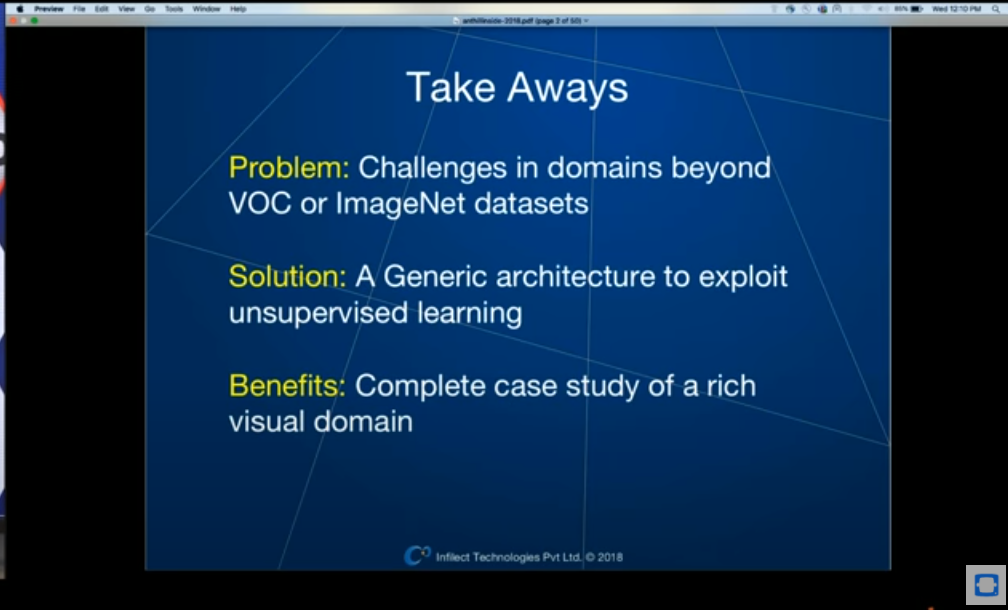 Preview File Edit View Go Tools Window Help
85% Wed 12:10 PM
anthillinside-2018.pdf (page 2 of 50)
Take Aways
Problem: Challenges in domains beyond
VOC or ImageNet datasets
Solution: A Generic architecture to exploit
unsupervised learning
Benefits: Complete case study of a rich
visual domain
Infilect Technologies Pvt Ltd. © 2018